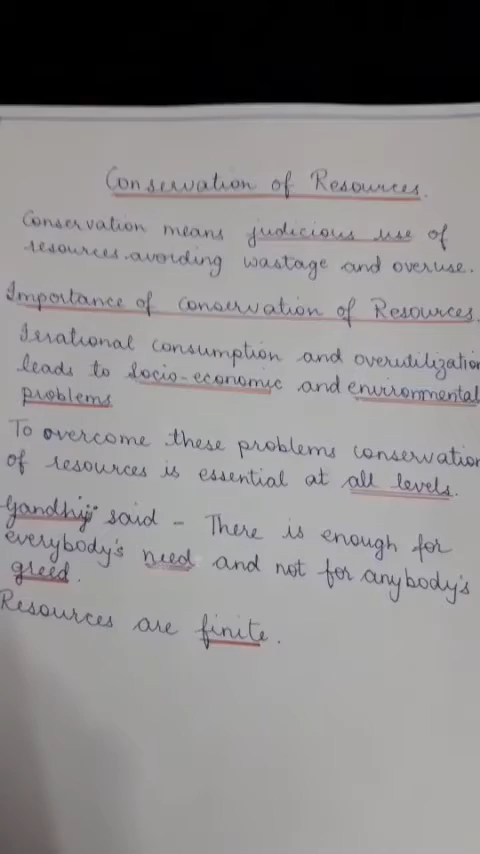 Conservation of Resources.
Conservation means judicious use of
resources avoiding wastage and overuse.
Importance of conservation of Resources.
Irrational consumption and overutilization
leads to socio-economic and environmental
problems
To overcome these problems conservation
of resources is essential at all levels.
Gandhiji said - There is enough for
everybody's need and not for anybody's
greed.
Resources are finite.